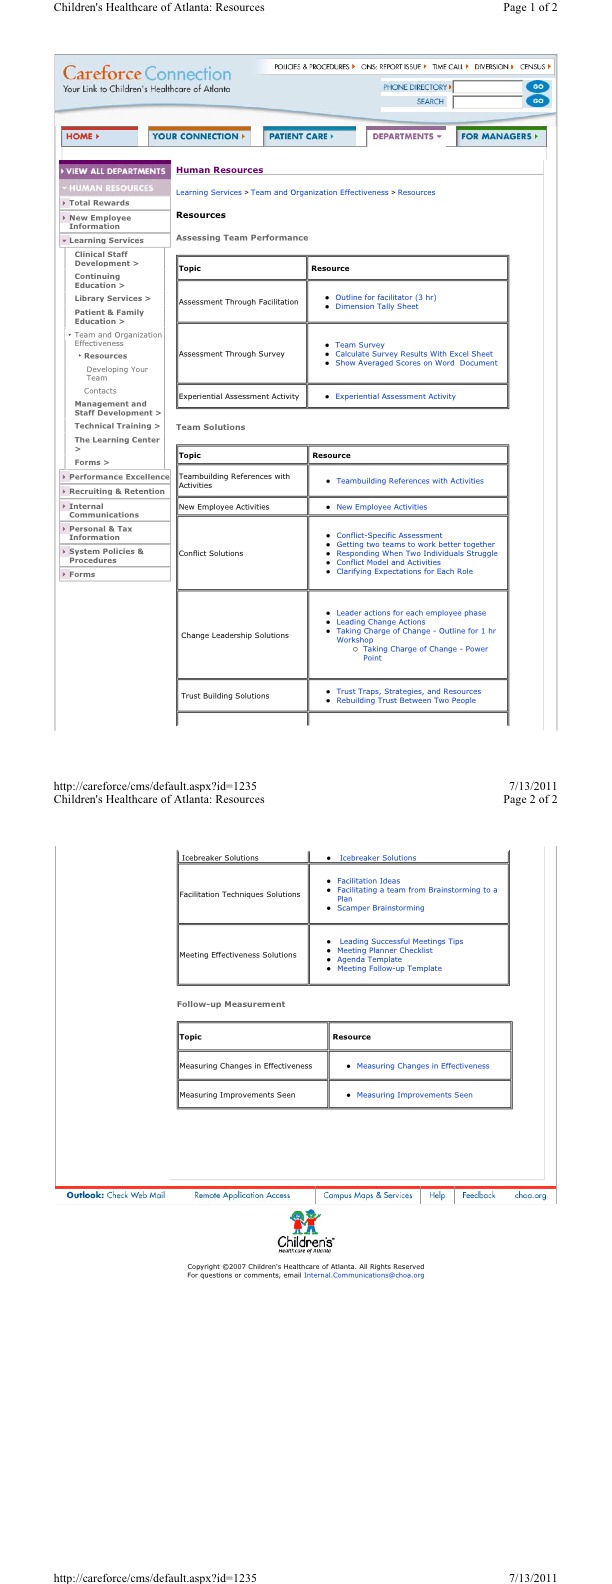 Children's Healthcare of Atlanta: Resources Page 1 of 2
Careforce Connection
Your Link to Children's Healthcare of Atlanta
POLICIES & PROCEDURES ONS: REPORT ISSUE TIME CALL DIVERSION CENSUS
PHONE DIRECTORY GO
SEARCH GO
HOME YOUR CONNECTION PATIENT CARE DEPARTMENTS FOR MANAGERS
VIEW ALL DEPARTMENTS
HUMAN RESOURCES
Total Rewards
New Employee
Information
Learning Services
Clinical Staff
Development >
Continuing
Education >
Library Services >
Patient & Family
Education >
Team and Organization
Effectiveness
Resources
Developing Your
Team
Contacts
Management and
Staff Development >
Technical Training >
The Learning Center
>
Forms >
Performance Excellence
Recruiting & Retention
Internal
Communications
Personal & Tax
Information
System Policies &
Procedures
Forms
Human Resources
Learning Services > Team and Organization Effectiveness > Resources
Resources
Assessing Team Performance
Topic Resource
Assessment Through Facilitation
• Outline for facilitator (3 hr)
• Dimension Tally Sheet
Assessment Through Survey
• Team Survey
• Calculate Survey Results With Excel Sheet
• Show Averaged Scores on Word Document
Experiential Assessment Activity • Experiential Assessment Activity
Team Solutions
Topic Resource
Teambuilding References with
Activities
• Teambuilding References with Activities
New Employee Activities • New Employee Activities
Conflict Solutions
• Conflict-Specific Assessment
• Getting two teams to work better together
• Responding When Two Individuals Struggle
• Conflict Model and Activities
• Clarifying Expectations for Each Role
Change Leadership Solutions
• Leader actions for each employee phase
• Leading Change Actions
• Taking Charge of Change - Outline for 1 hr
Workshop
○ Taking Charge of Change - Power
Point
Trust Building Solutions
• Trust Traps, Strategies, and Resources
• Rebuilding Trust Between Two People
http://careforce/cms/default.aspx?id=1235 7/13/2011
Children's Healthcare of Atlanta: Resources Page 2 of 2
Icebreaker Solutions • Icebreaker Solutions
Facilitation Techniques Solutions
• Facilitation Ideas
• Facilitating a team from Brainstorming to a
Plan
• Scamper Brainstorming
Meeting Effectiveness Solutions
• Leading Successful Meetings Tips
• Meeting Planner Checklist
• Agenda Template
• Meeting Follow-up Template
Follow-up Measurement
Topic Resource
Measuring Changes in Effectiveness • Measuring Changes in Effectiveness
Measuring Improvements Seen • Measuring Improvements Seen
Outlook: Check Web Mail Remote Application Access Campus Maps & Services Help Feedback choa.org
Children's
Healthcare of Atlanta
Copyright ©2007 Children's Healthcare of Atlanta. All Rights Reserved
For questions or comments, email Internal.Communications@choa.org
http://careforce/cms/default.aspx?id=1235 7/13/2011